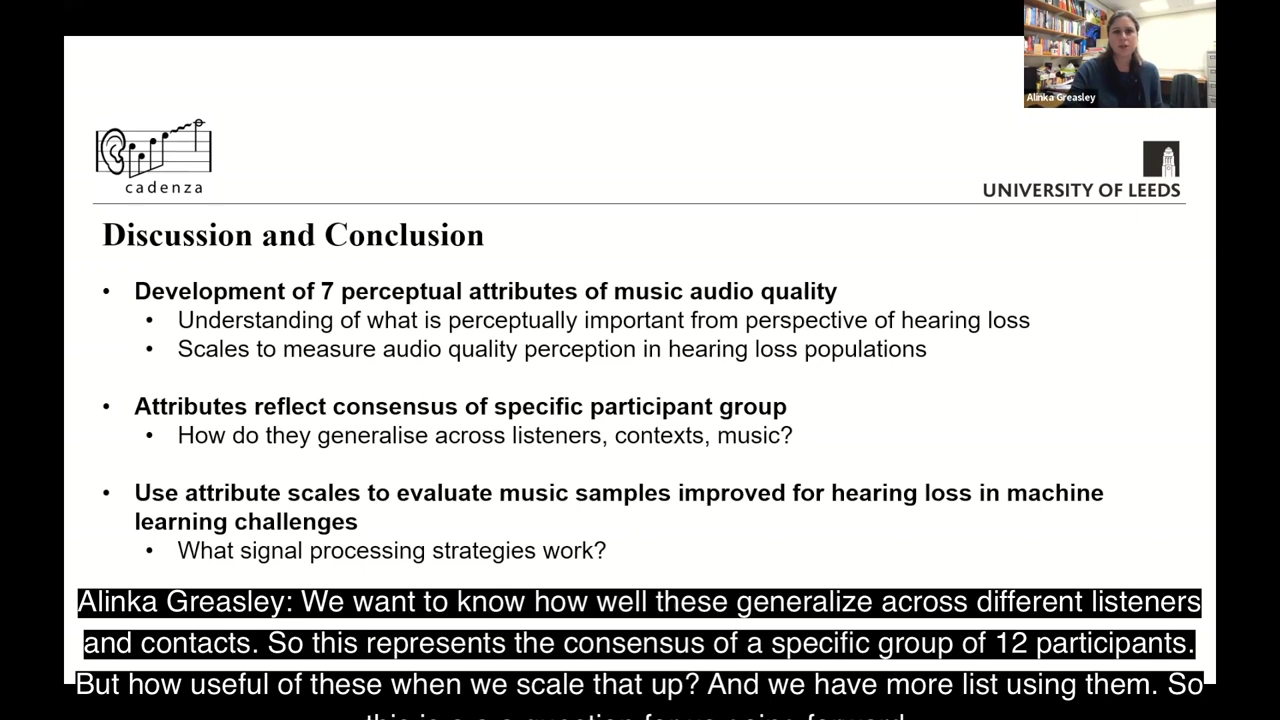 Alinka Greasley
cadenza
UNIVERSITY OF LEEDS
Discussion and Conclusion
• Development of 7 perceptual attributes of music audio quality
• Understanding of what is perceptually important from perspective of hearing loss
• Scales to measure audio quality perception in hearing loss populations
• Attributes reflect consensus of specific participant group
• How do they generalise across listeners, contexts, music?
• Use attribute scales to evaluate music samples improved for hearing loss in machine
learning challenges
• What signal processing strategies work?
Alinka Greasley: We want to know how well these generalize across different listeners
and contacts. So this represents the consensus of a specific group of 12 participants.
But how useful of these when we scale that up? And we have more list using them. So